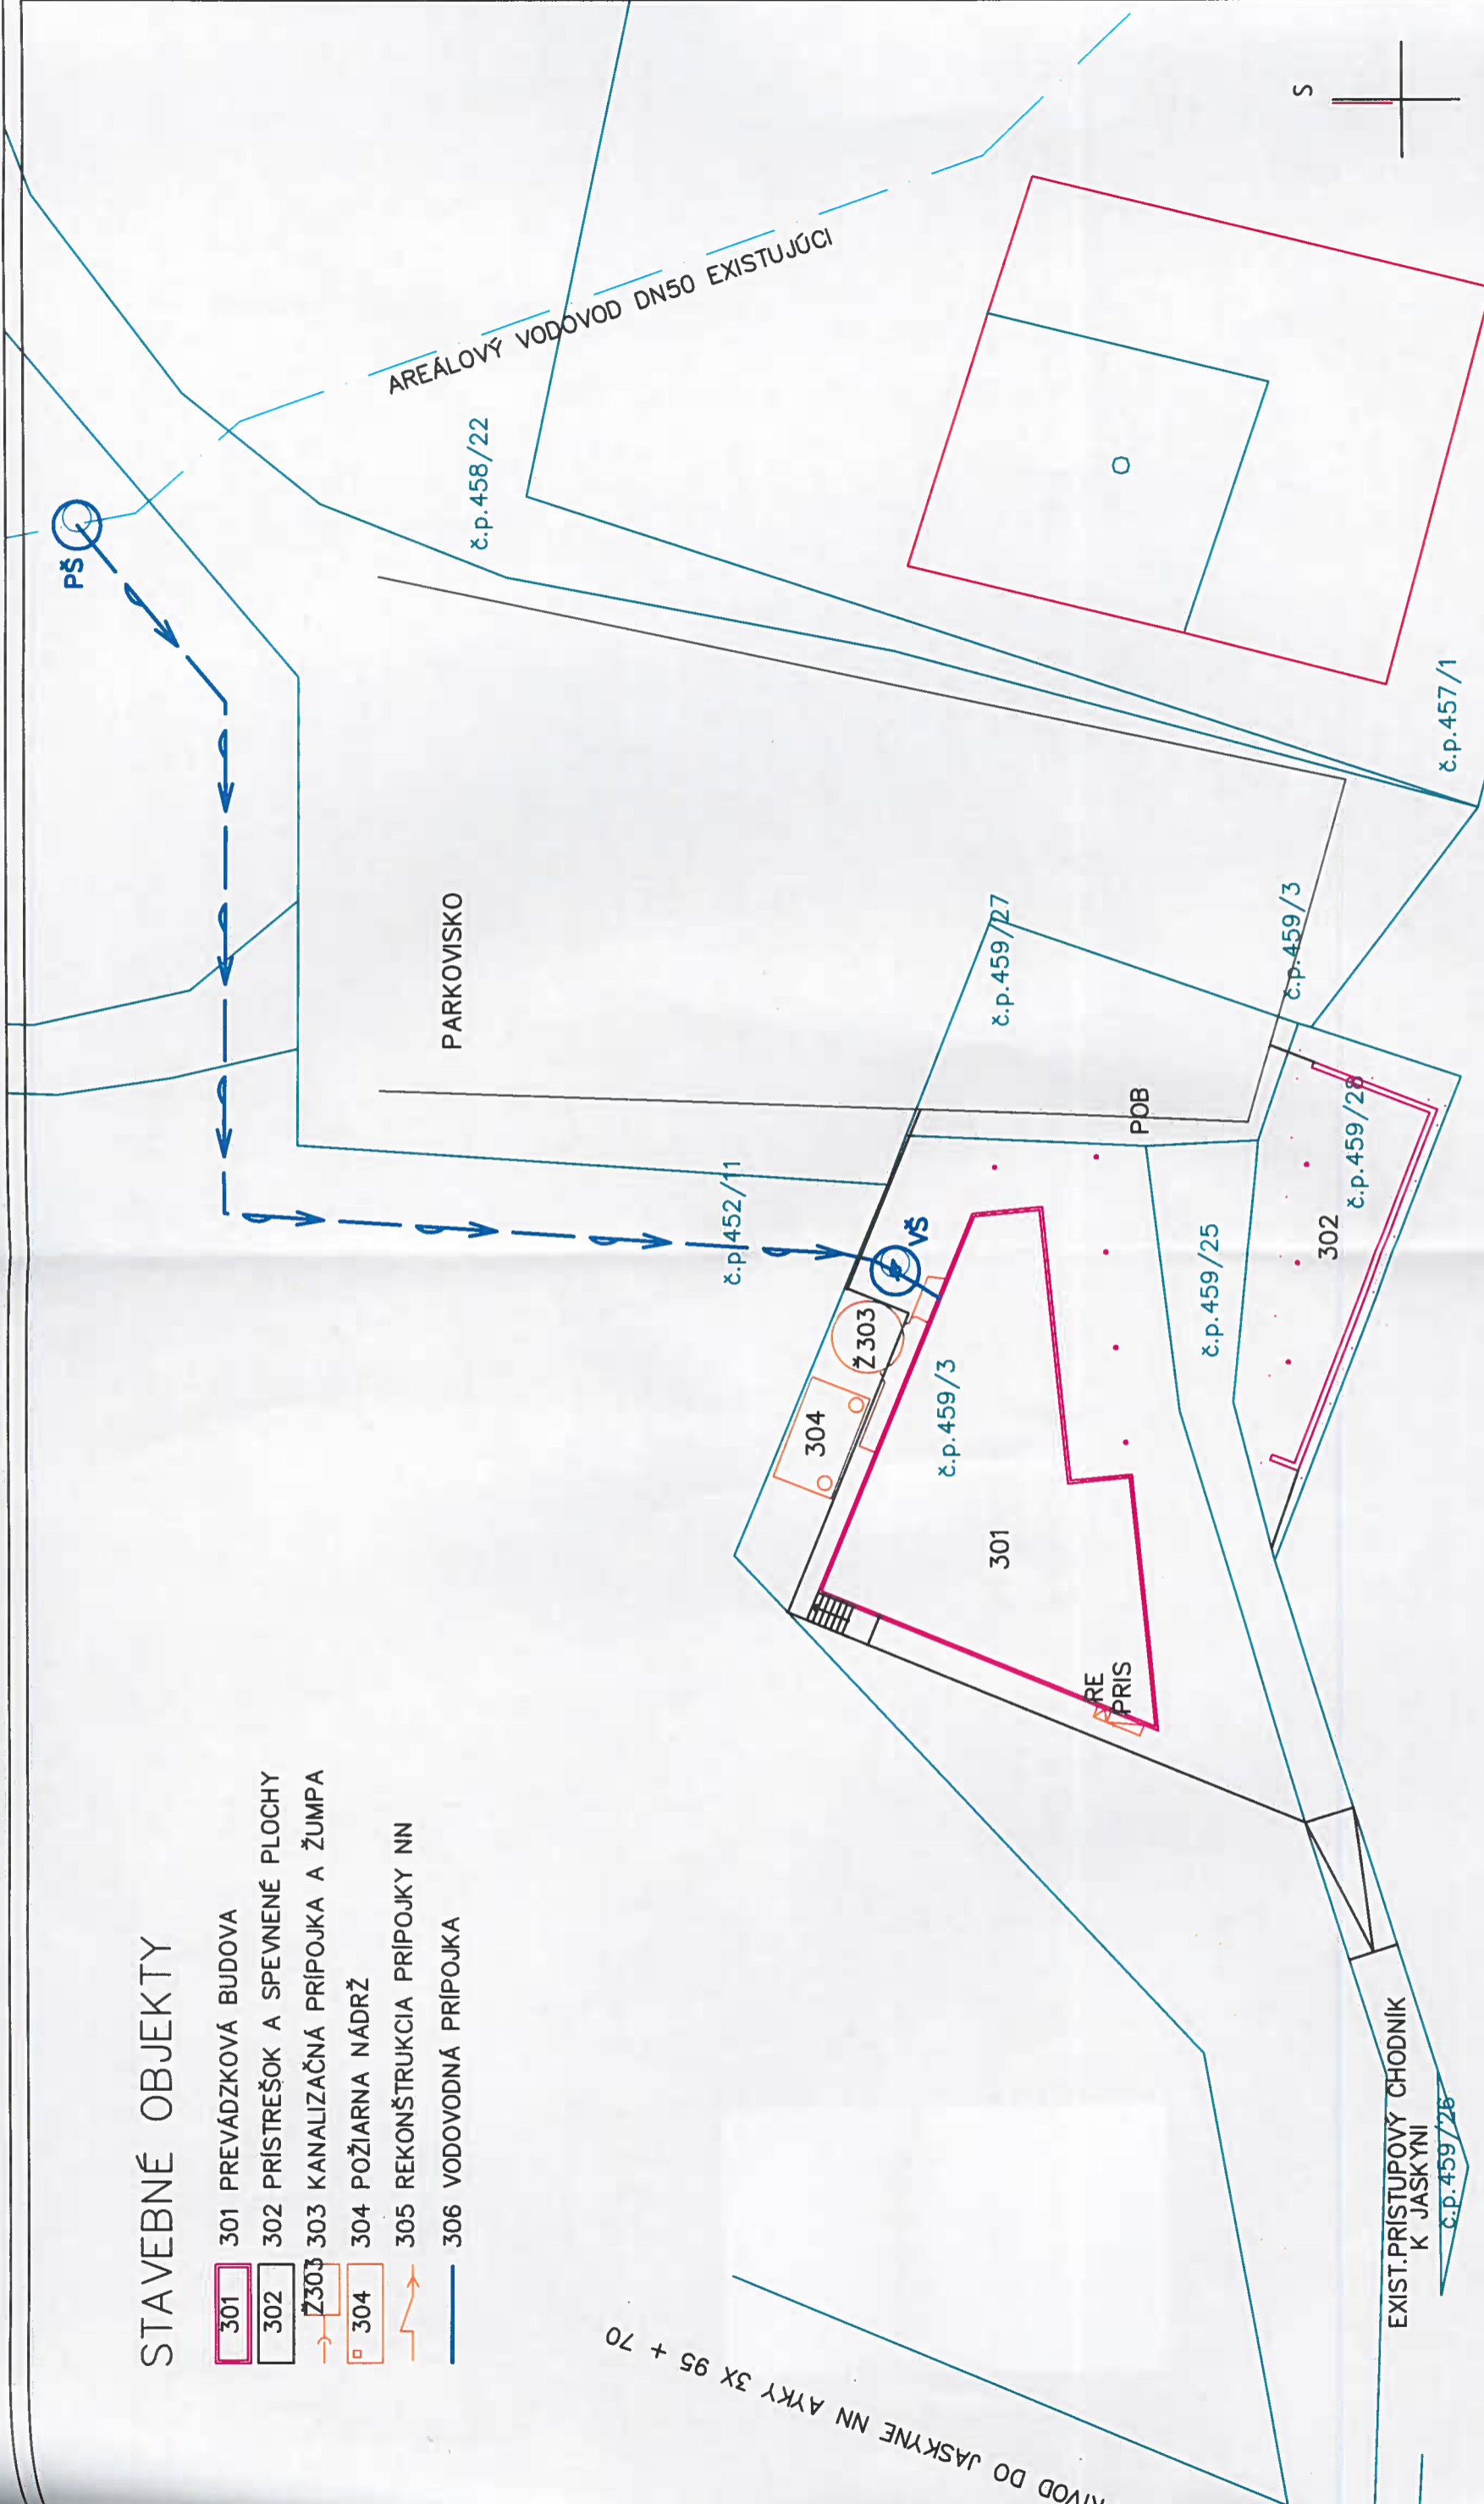 STAVEBNÉ OBJEKTY
301 301 PREVÁDZKOVÁ BUDOVA
302 302 PRÍSTREŠOK A SPEVNENÉ PLOCHY
Ž303 303 KANALIZAČNÁ PRÍPOJKA A ŽUMPA
304 304 POŽIARNA NÁDRŽ
305 REKONŠTRUKCIA PRÍPOJKY NN
306 VODOVODNÁ PRÍPOJKA
PŠ
AREÁLOVÝ VODOVOD DN50 EXISTUJÚCI
č.p.458/22
PARKOVISKO
S
č.p.452/11
VŠ
Ž303
304
č.p.459/3
301
RE
PRIS
č.p.459/27
POB
č.p.459/3
č.p.457/1
č.p.459/25
302
č.p.459/28
DO JASKYNE NN AYKY 3X 95 + 70
EXIST.PRÍSTUPOVÝ CHODNÍK
K JASKYNI
č.p.459/26